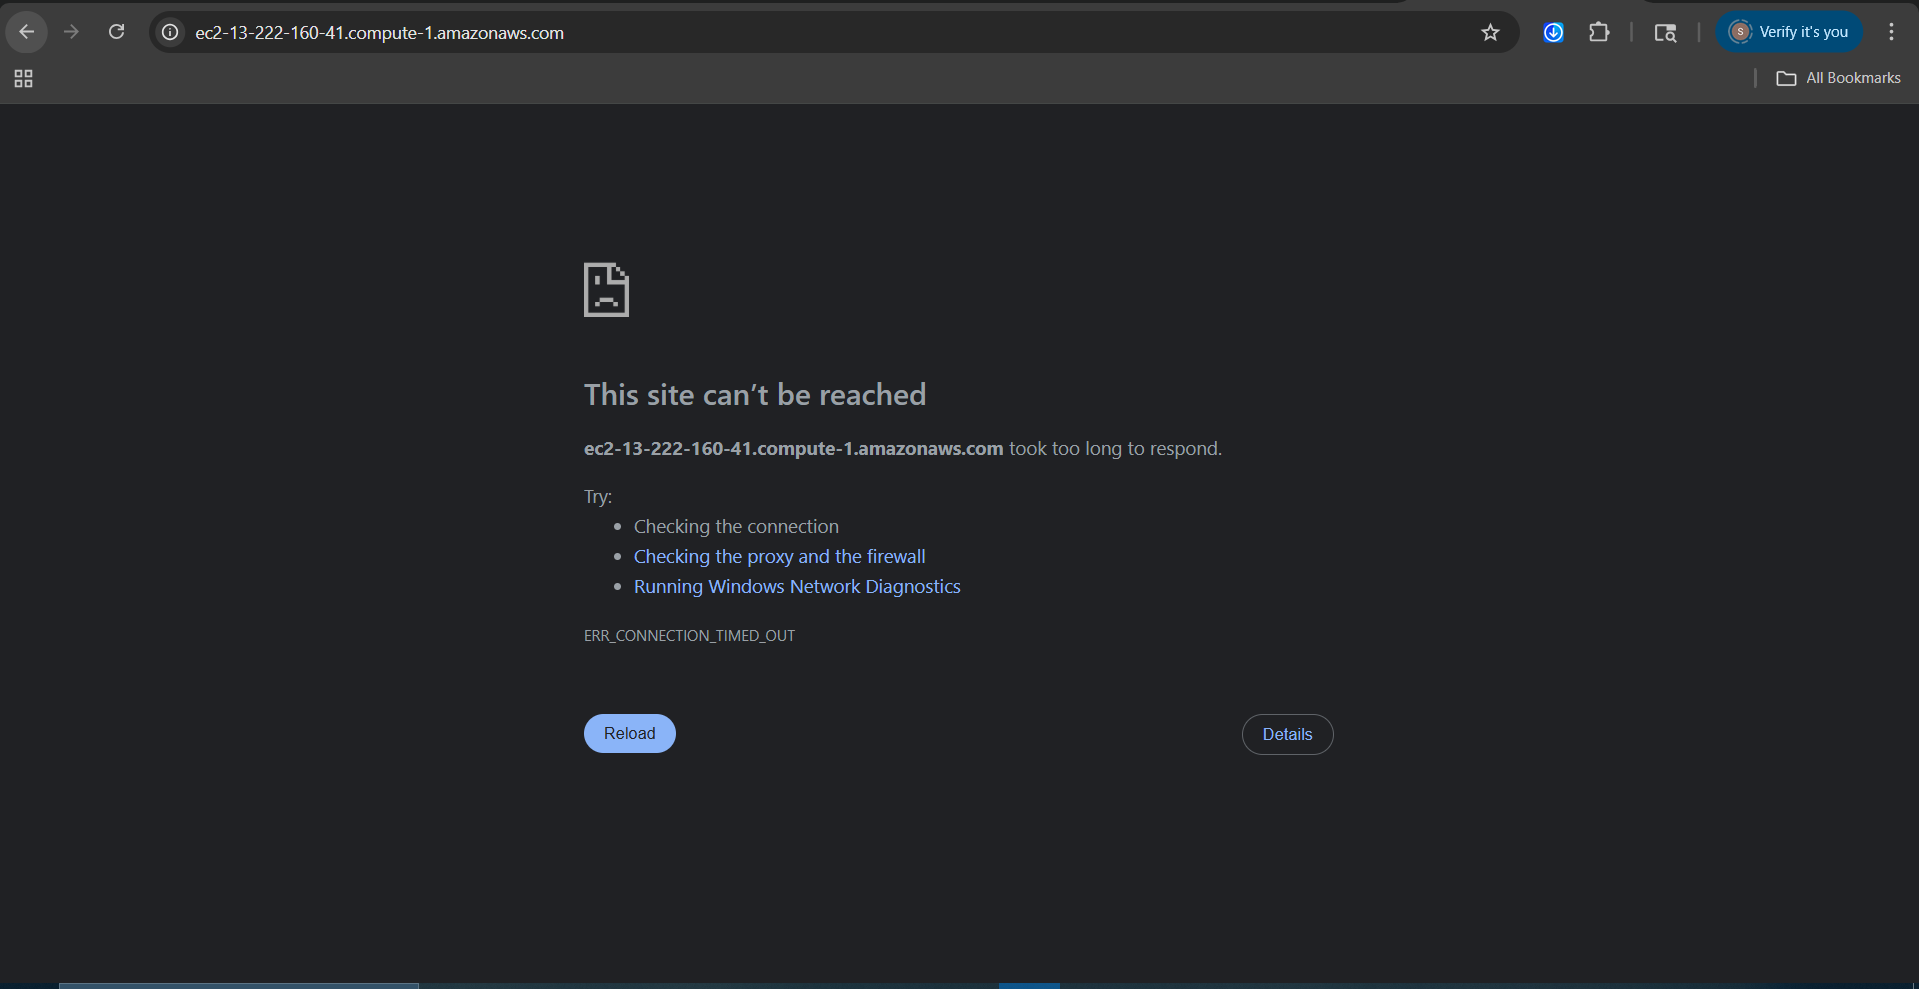 ec2-13-222-160-41.compute-1.amazonaws.com
S
Verify it's you
All Bookmarks
This site can’t be reached
ec2-13-222-160-41.compute-1.amazonaws.com took too long to respond.
Try:
Checking the connection
Checking the proxy and the firewall
Running Windows Network Diagnostics
ERR_CONNECTION_TIMED_OUT
Reload
Details